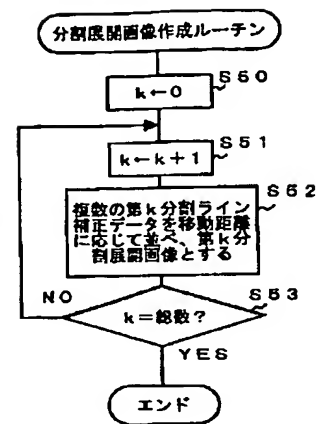 分割展開画像作成ルーチン
S50
k←0
S51
k←k+1
S52
複数の第k分割ライン
補正データを移動距離
に応じて並べ、第k分
割展開画像とする
S53
NO
k=総数?
YES
エンド